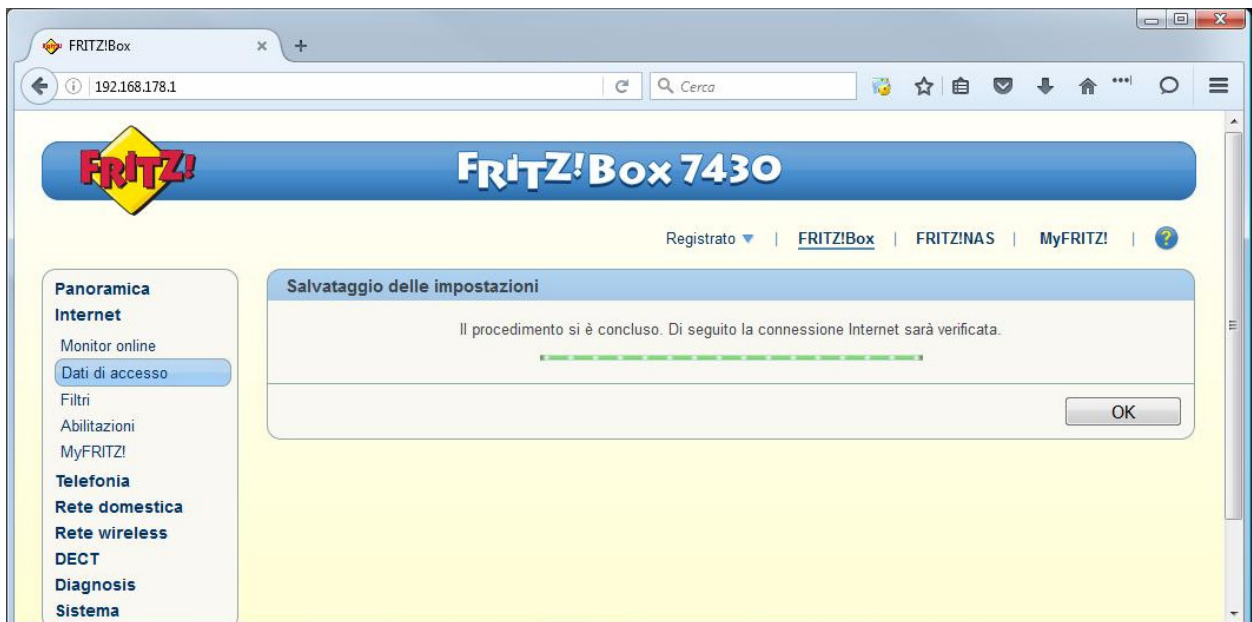 FRITZ!Box
192.168.178.1
Cerca
FRITZ!
FRITZ!Box 7430
Registrato | FRITZ!Box | FRITZ!NAS | MyFRITZ! | ?
Panoramica
Internet
Monitor online
Dati di accesso
Filtri
Abilitazioni
MyFRITZ!
Telefonia
Rete domestica
Rete wireless
DECT
Diagnosis
Sistema
Salvataggio delle impostazioni
Il procedimento si è concluso. Di seguito la connessione Internet sarà verificata.
OK